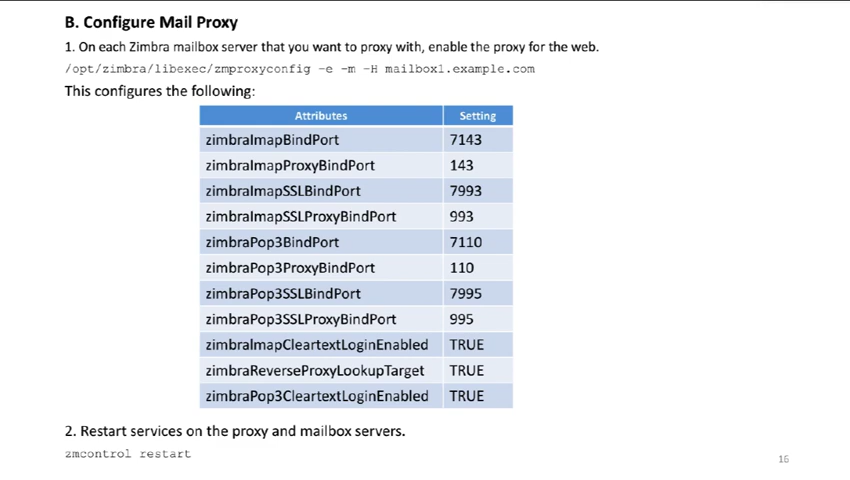 B. Configure Mail Proxy
1. On each Zimbra mailbox server that you want to proxy with, enable the proxy for the web.
/opt/zimbra/libexec/zmproxyconfig -e -m -H mailbox1.example.com
This configures the following:
Attributes Setting
zimbraImapBindPort 7143
zimbraImapProxyBindPort 143
zimbraImapSSLBindPort 7993
zimbraImapSSLProxyBindPort 993
zimbraPop3BindPort 7110
zimbraPop3ProxyBindPort 110
zimbraPop3SSLBindPort 7995
zimbraPop3SSLProxyBindPort 995
zimbraImapCleartextLoginEnabled TRUE
zimbraReverseProxyLookupTarget TRUE
zimbraPop3CleartextLoginEnabled TRUE
2. Restart services on the proxy and mailbox servers.
zmcontrol restart
16